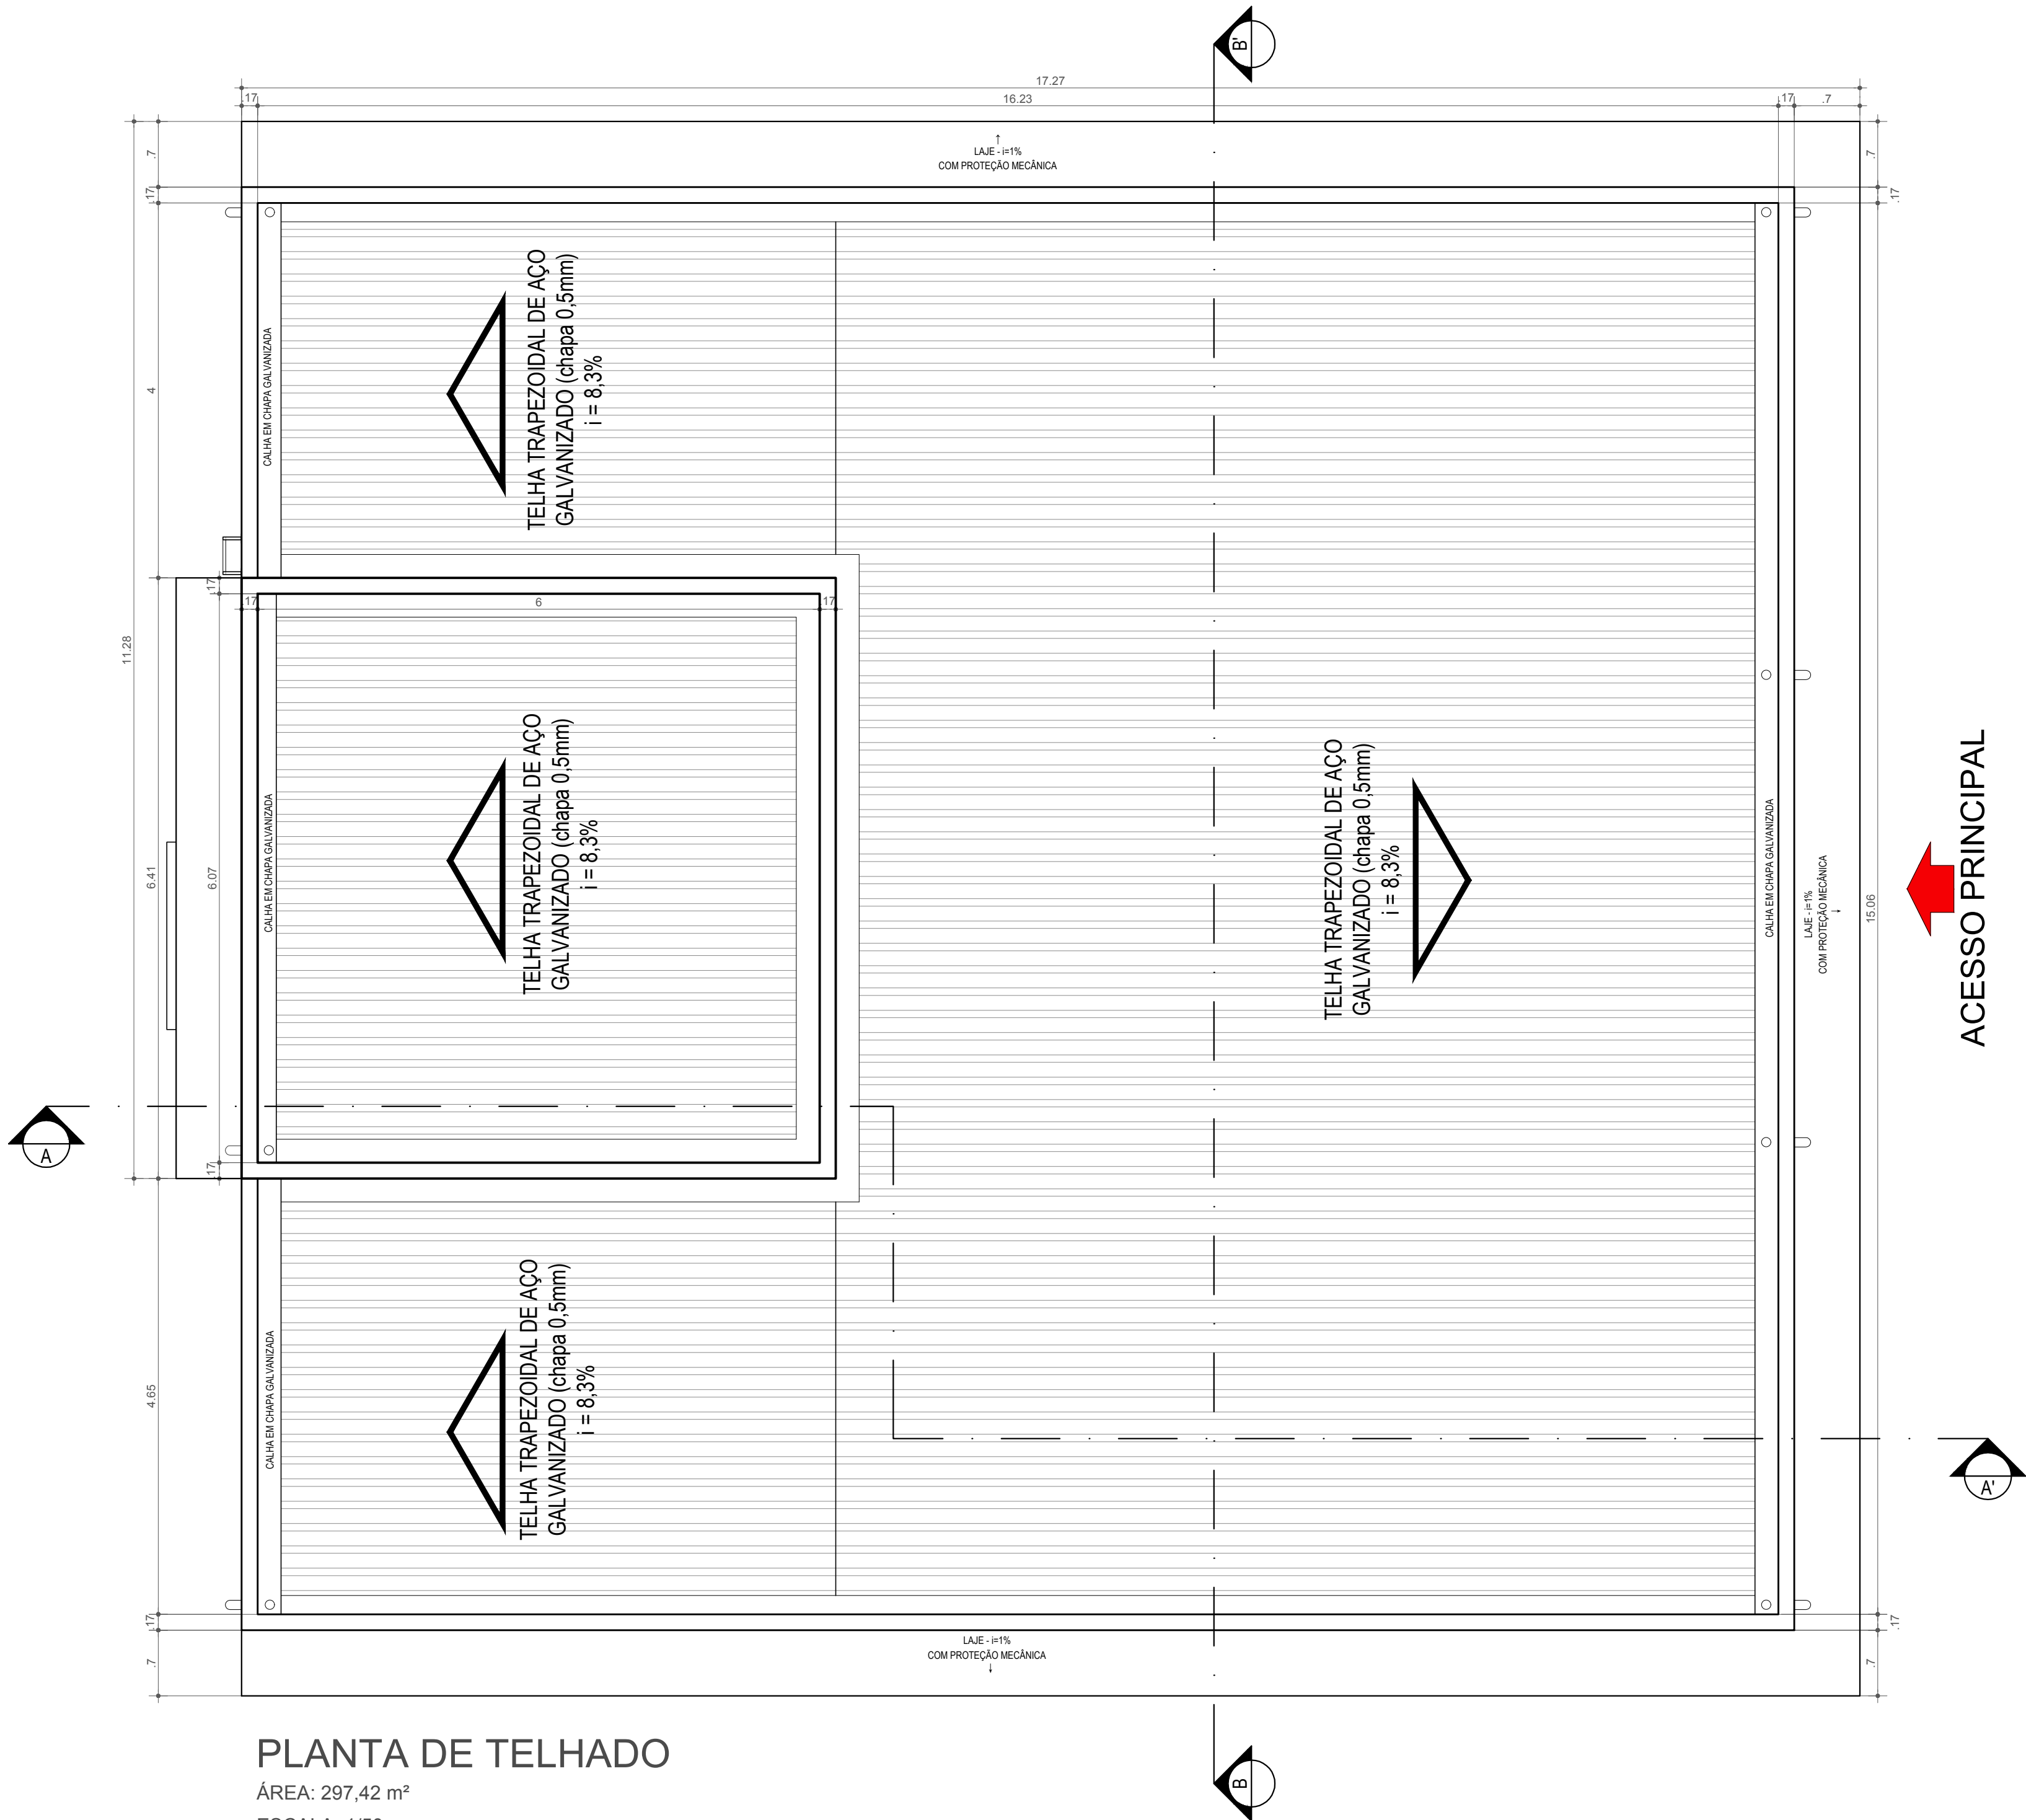 B'
17.27
.17
16.23
.17
.7
.7
.17
4
11.28
6.41
6.07
.17
.17
4.65
.17
.7
↑
LAJE - i=1%
COM PROTEÇÃO MECÂNICA
.7
.17
15.06
.17
.7
CALHA EM CHAPA GALVANIZADA
TELHA TRAPEZOIDAL DE AÇO
GALVANIZADO (chapa 0,5mm)
i = 8,3%
.17
6
.17
CALHA EM CHAPA GALVANIZADA
TELHA TRAPEZOIDAL DE AÇO
GALVANIZADO (chapa 0,5mm)
i = 8,3%
TELHA TRAPEZOIDAL DE AÇO
GALVANIZADO (chapa 0,5mm)
i = 8,3%
CALHA EM CHAPA GALVANIZADA
LAJE - i=1%
COM PROTEÇÃO MECÂNICA
↓
ACESSO PRINCIPAL
A
CALHA EM CHAPA GALVANIZADA
TELHA TRAPEZOIDAL DE AÇO
GALVANIZADO (chapa 0,5mm)
i = 8,3%
A'
LAJE - i=1%
COM PROTEÇÃO MECÂNICA
↓
B
PLANTA DE TELHADO
ÁREA: 297,42 m²